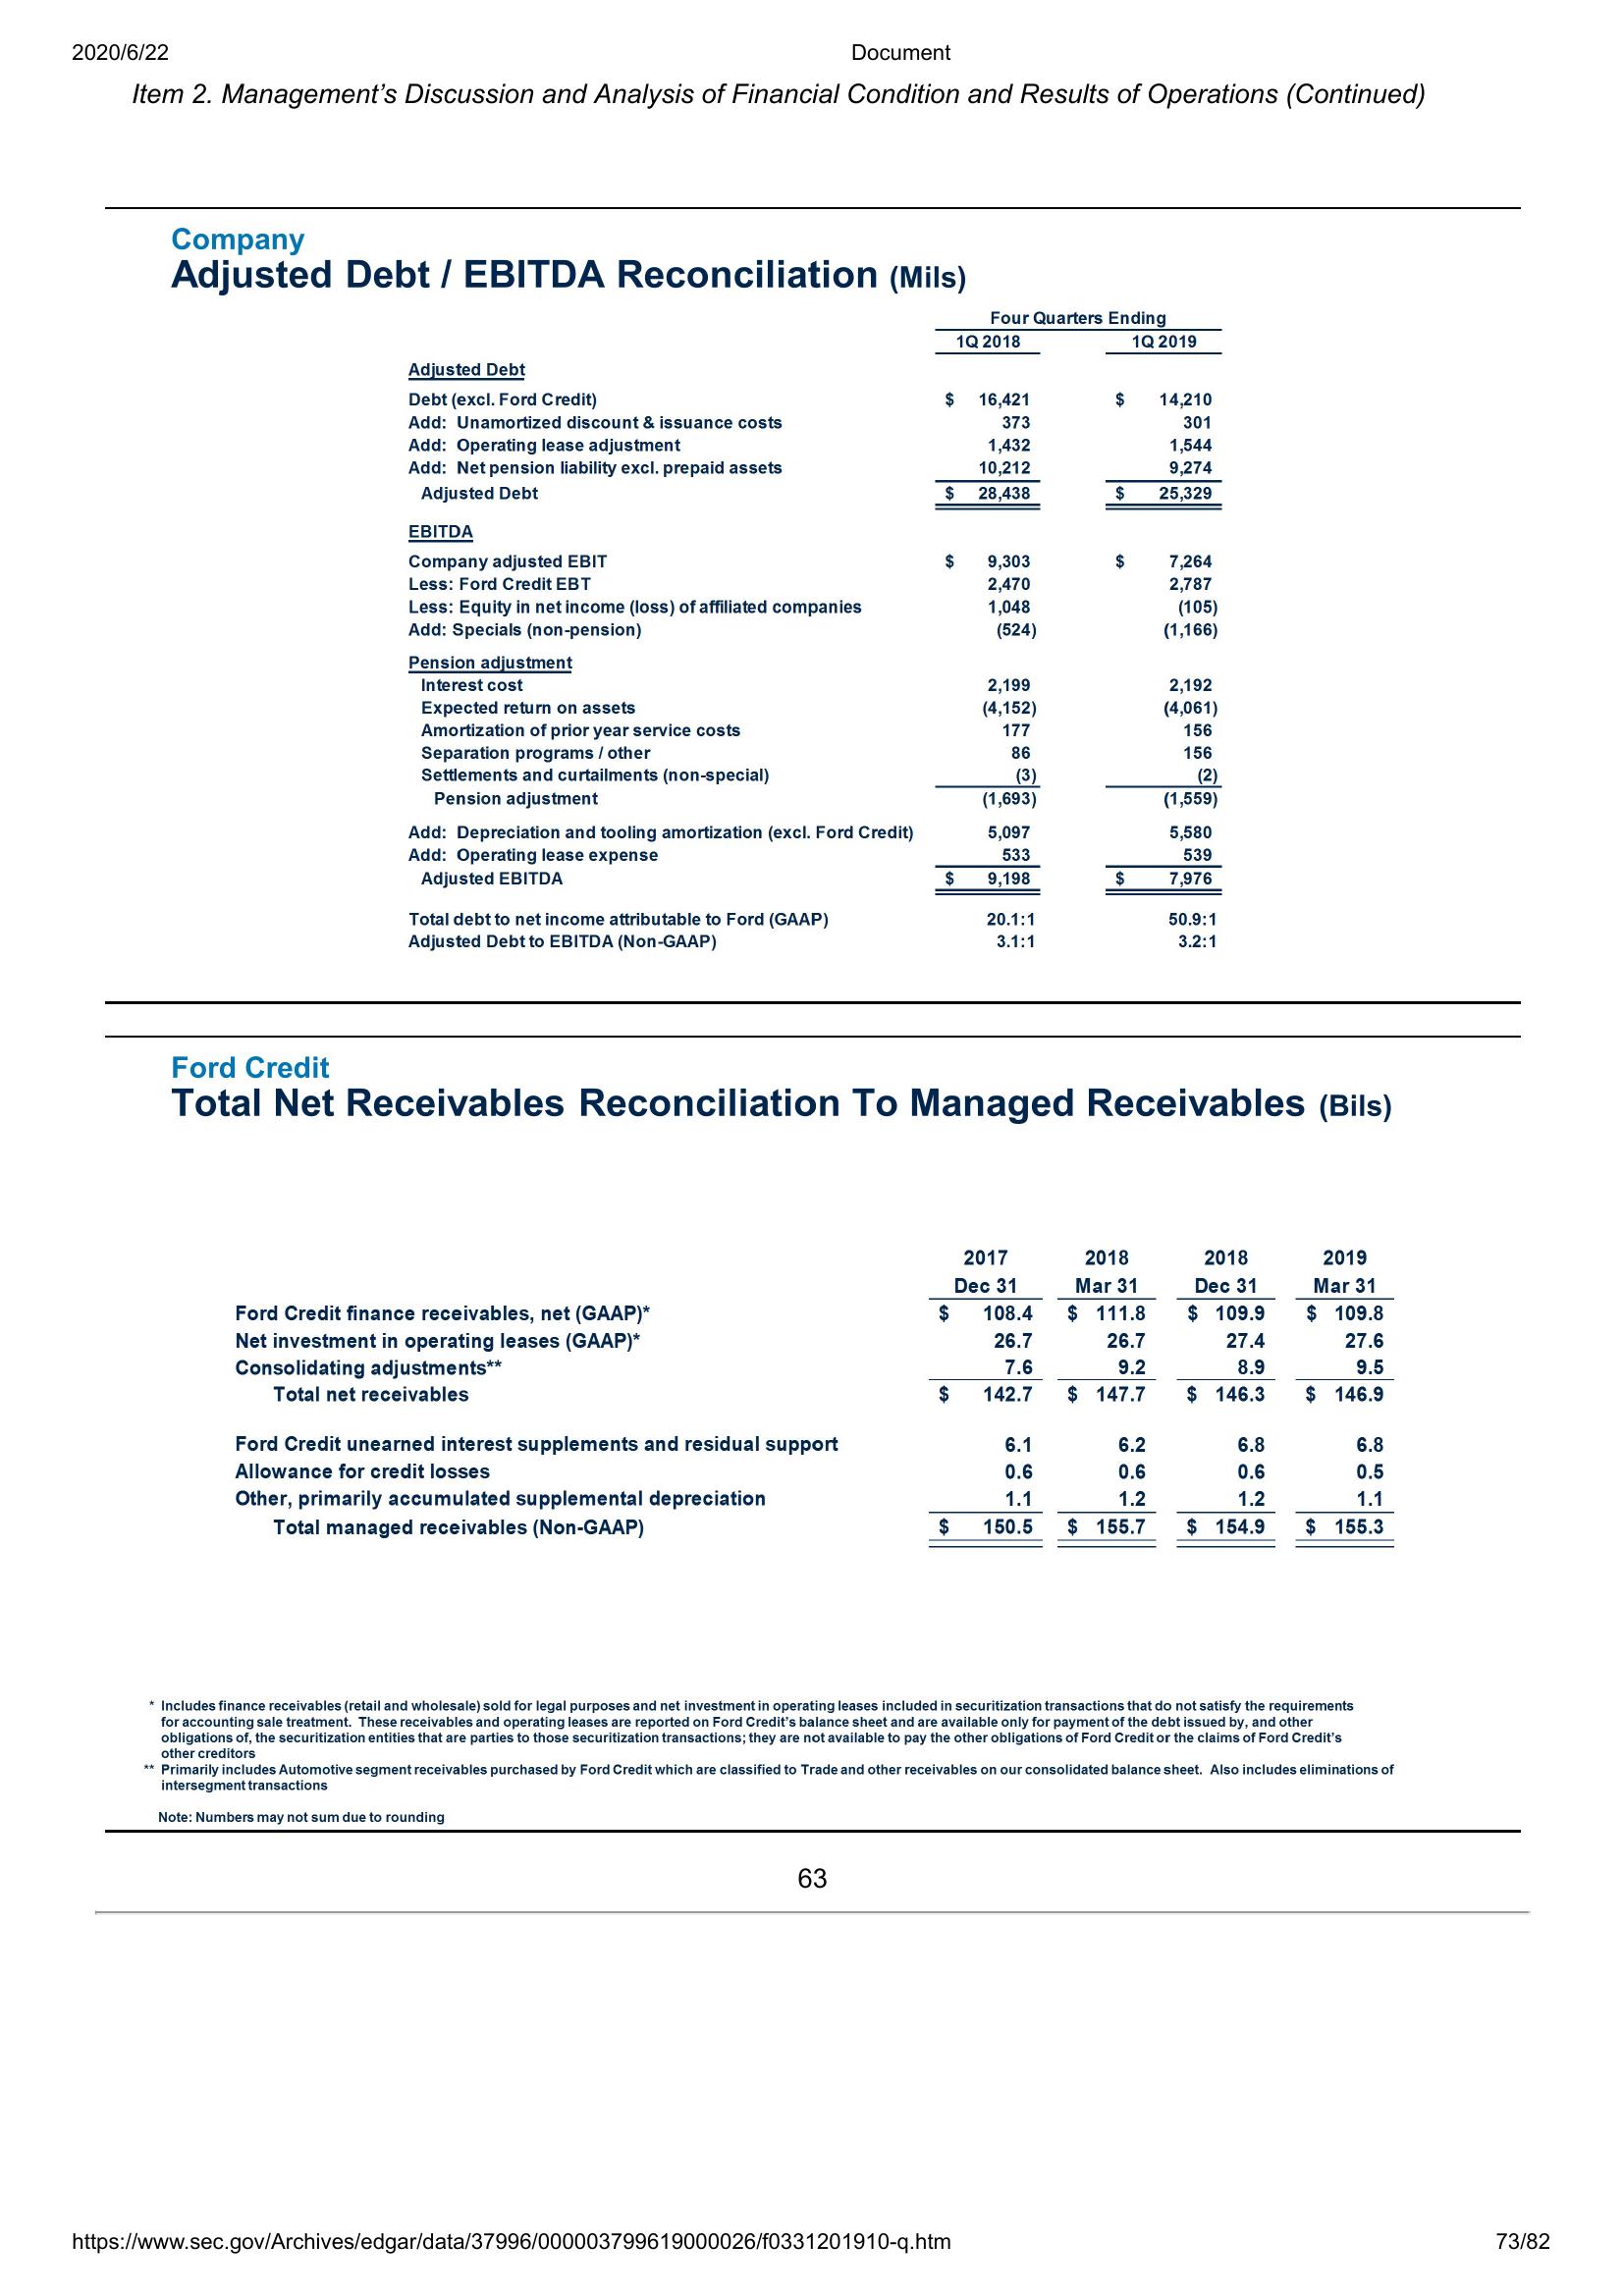 2020/6/22 Document
Item 2. Management’s Discussion and Analysis of Financial Condition and Results of Operations (Continued)
Company
Adjusted Debt / EBITDA Reconciliation (Mils)
Four Quarters Ending
1Q 2018 1Q 2019
Adjusted Debt
Debt (excl. Ford Credit) $ 16,421 $ 14,210
Add: Unamortized discount & issuance costs 373 301
Add: Operating lease adjustment 1,432 1,544
Add: Net pension liability excl. prepaid assets 10,212 9,274
Adjusted Debt $ 28,438 $ 25,329
EBITDA
Company adjusted EBIT $ 9,303 $ 7,264
Less: Ford Credit EBT 2,470 2,787
Less: Equity in net income (loss) of affiliated companies 1,048 (105)
Add: Specials (non-pension) (524) (1,166)
Pension adjustment
Interest cost 2,199 2,192
Expected return on assets (4,152) (4,061)
Amortization of prior year service costs 177 156
Separation programs / other 86 156
Settlements and curtailments (non-special) (3) (2)
Pension adjustment (1,693) (1,559)
Add: Depreciation and tooling amortization (excl. Ford Credit) 5,097 5,580
Add: Operating lease expense 533 539
Adjusted EBITDA $ 9,198 $ 7,976
Total debt to net income attributable to Ford (GAAP) 20.1:1 50.9:1
Adjusted Debt to EBITDA (Non-GAAP) 3.1:1 3.2:1
Ford Credit
Total Net Receivables Reconciliation To Managed Receivables (Bils)
2017 2018 2018 2019
Dec 31 Mar 31 Dec 31 Mar 31
Ford Credit finance receivables, net (GAAP)* $ 108.4 $ 111.8 $ 109.9 $ 109.8
Net investment in operating leases (GAAP)* 26.7 26.7 27.4 27.6
Consolidating adjustments** 7.6 9.2 8.9 9.5
Total net receivables $ 142.7 $ 147.7 $ 146.3 $ 146.9
Ford Credit unearned interest supplements and residual support 6.1 6.2 6.8 6.8
Allowance for credit losses 0.6 0.6 0.6 0.5
Other, primarily accumulated supplemental depreciation 1.1 1.2 1.2 1.1
Total managed receivables (Non-GAAP) $ 150.5 $ 155.7 $ 154.9 $ 155.3
* Includes finance receivables (retail and wholesale) sold for legal purposes and net investment in operating leases included in securitization transactions that do not satisfy the requirements
for accounting sale treatment. These receivables and operating leases are reported on Ford Credit’s balance sheet and are available only for payment of the debt issued by, and other
obligations of, the securitization entities that are parties to those securitization transactions; they are not available to pay the other obligations of Ford Credit or the claims of Ford Credit’s
other creditors
** Primarily includes Automotive segment receivables purchased by Ford Credit which are classified to Trade and other receivables on our consolidated balance sheet. Also includes eliminations of
intersegment transactions
Note: Numbers may not sum due to rounding
63
https://www.sec.gov/Archives/edgar/data/37996/000003799619000026/f0331201910-q.htm 73/82